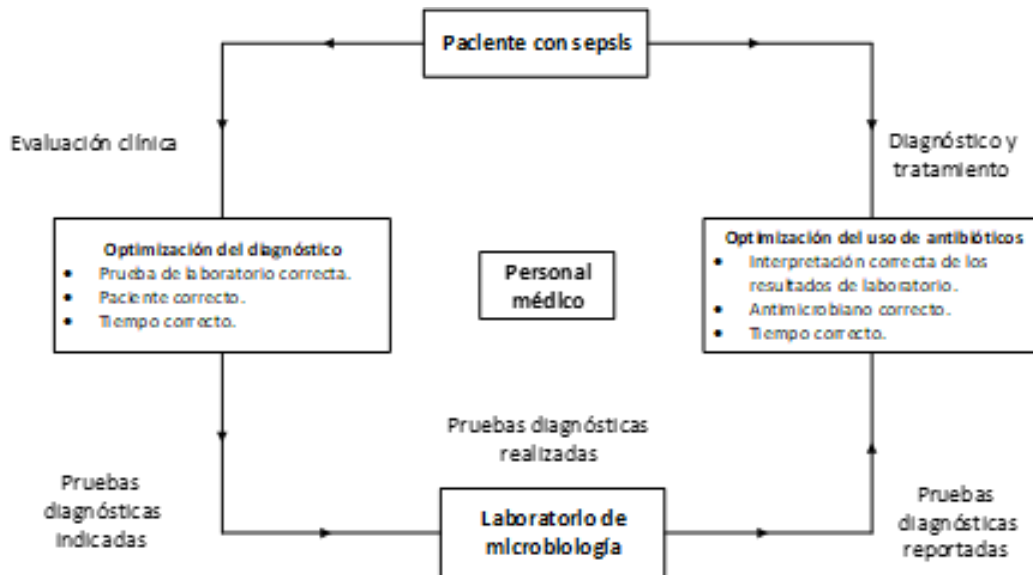 Paciente con sepsis
Evaluación clínica
Diagnóstico y
tratamiento
Optimización del diagnóstico
• Prueba de laboratorio correcta.
• Paciente correcto.
• Tiempo correcto.
Personal
médico
Optimización del uso de antibióticos
• Interpretación correcta de los
resultados de laboratorio.
• Antimicrobiano correcto.
• Tiempo correcto.
Pruebas diagnósticas
realizadas
Pruebas
diagnósticas
indicadas
Laboratorio de
microbiología
Pruebas
diagnósticas
reportadas